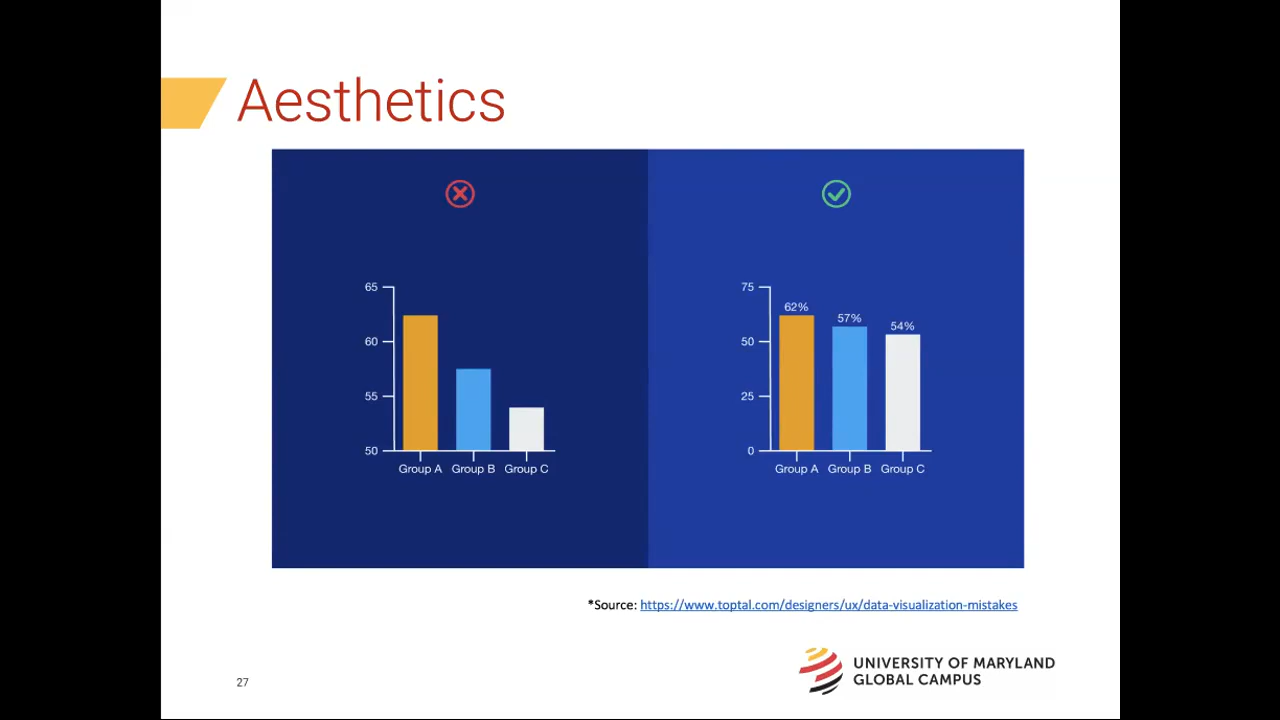 Aesthetics
65
60
55
50
Group A Group B Group C
75
50
25
0
62%
57%
54%
Group A Group B Group C
*Source: https://www.toptal.com/designers/ux/data-visualization-mistakes
27
UNIVERSITY OF MARYLAND
GLOBAL CAMPUS